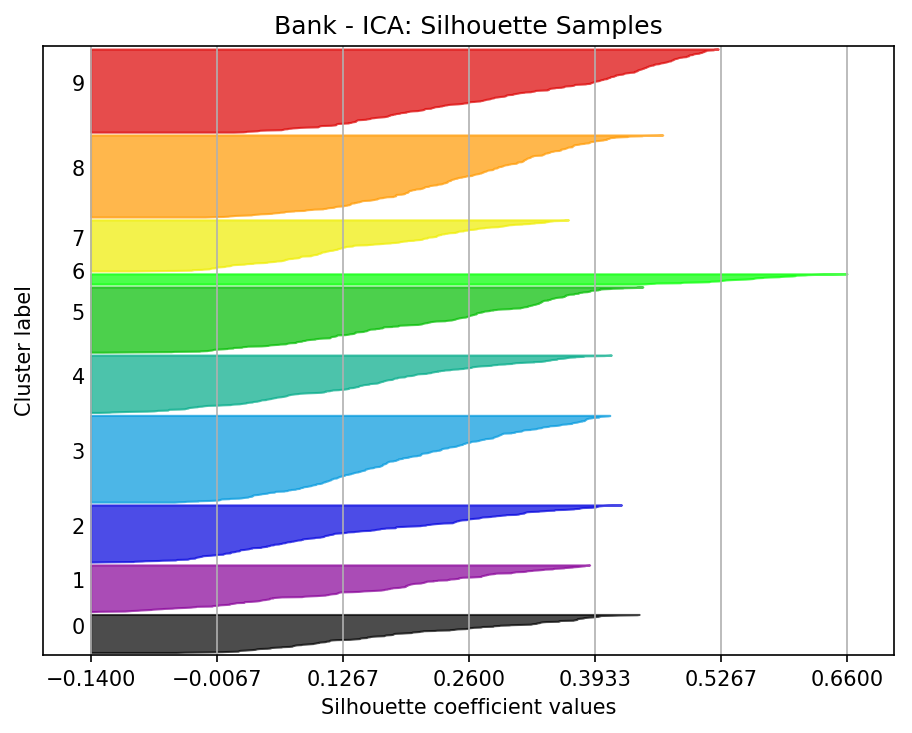 Bank - ICA: Silhouette Samples
Cluster label
9
8
7
6
5
4
3
2
1
0
−0.1400 −0.0067 0.1267 0.2600 0.3933 0.5267 0.6600
Silhouette coefficient values